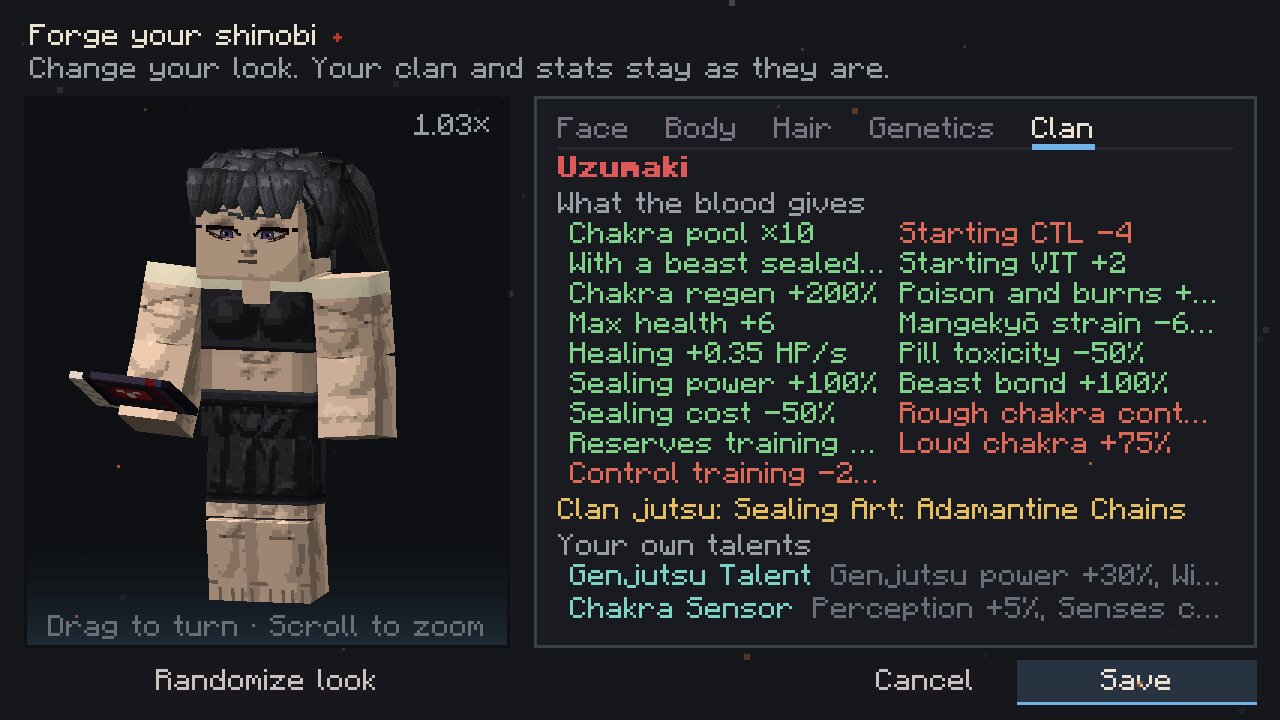 Forge your shinobi
Change your look. Your clan and stats stay as they are.
1.03×
Face Body Hair Genetics Clan
Uzumaki
What the blood gives
Chakra pool ×10 Starting CTL −4
With a beast sealed... Starting VIT +2
Chakra regen +200% Poison and burns +...
Max health +6 Mangekyō strain −6...
Healing +0.35 HP/s Pill toxicity −50%
Sealing power +100% Beast bond +100%
Sealing cost −50% Rough chakra cont...
Reserves training ... Loud chakra +75%
Control training −2...
Clan jutsu: Sealing Art: Adamantine Chains
Your own talents
Genjutsu Talent Genjutsu power +30%, Wi...
Chakra Sensor Perception +5%, Senses c...
Drag to turn · Scroll to zoom
Randomize look Cancel Save